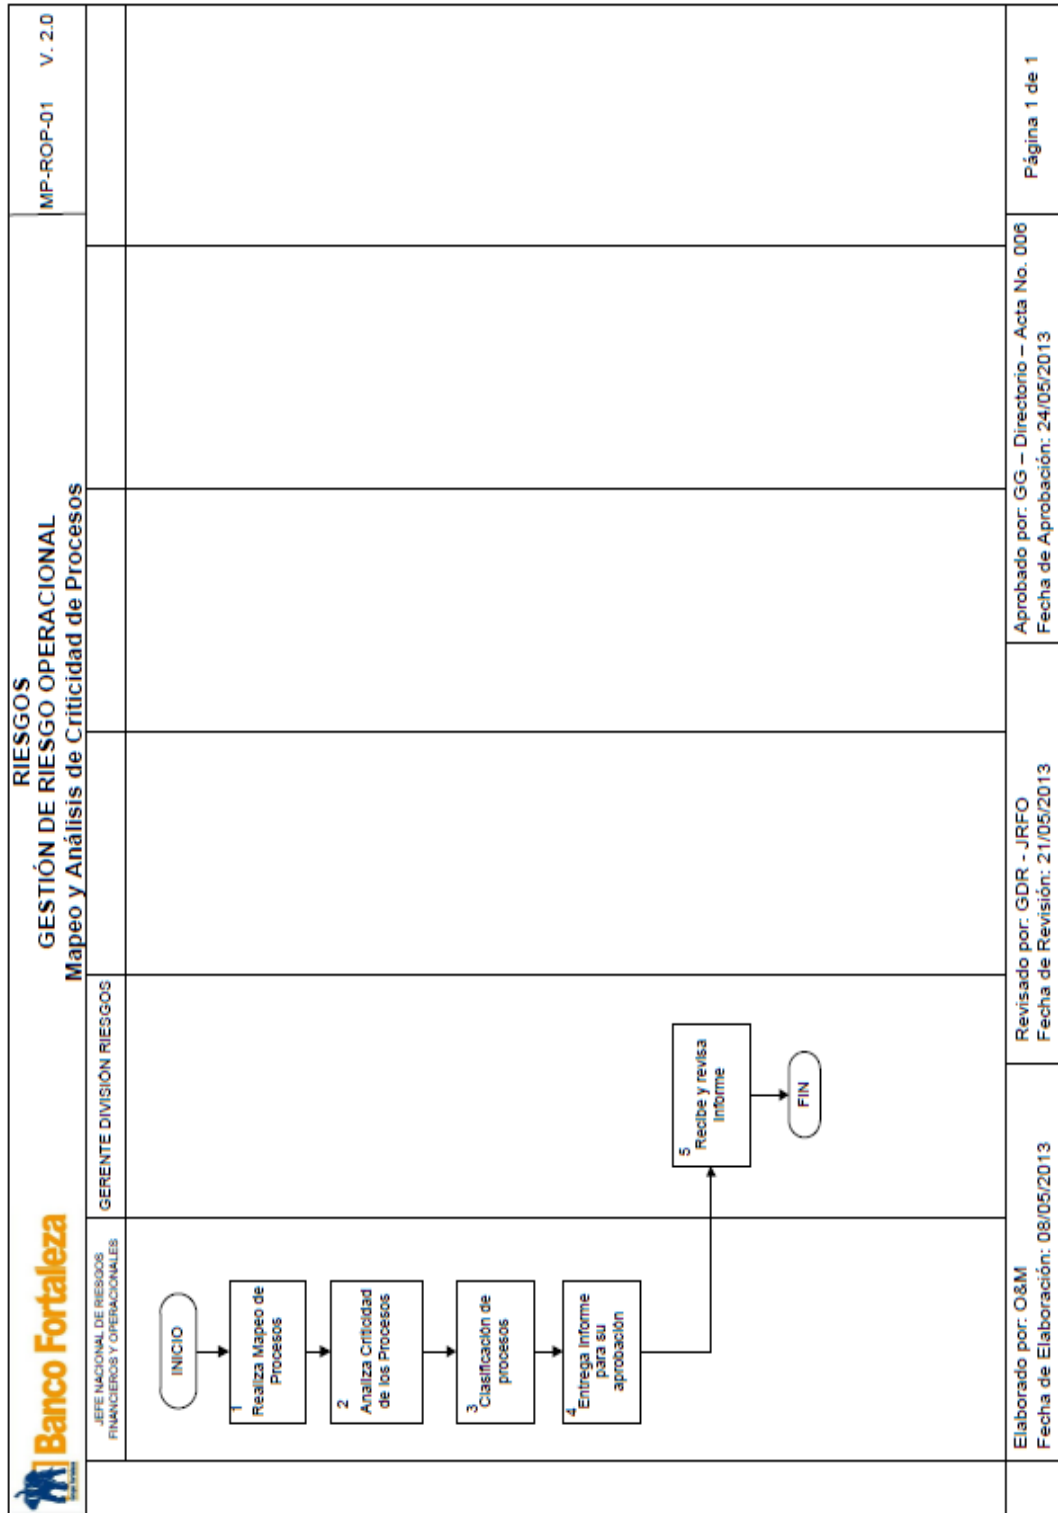 Banco Fortaleza
RIESGOS
GESTIÓN DE RIESGO OPERACIONAL
Mapeo y Análisis de Criticidad de Procesos
MP-ROP-01 V. 2.0
JEFE NACIONAL DE RIESGOS
FINANCIEROS Y OPERACIONALES
GERENTE DIVISIÓN RIESGOS
INICIO
1
Realiza Mapeo de
Procesos
2
Analiza Criticidad
de los Procesos
3
Clasificación de
procesos
4
Entrega Informe
para su
aprobación
5
Recibe y revisa
Informe
FIN
Elaborado por: O&M
Fecha de Elaboración: 08/05/2013
Revisado por: GDR - JRFO
Fecha de Revisión: 21/05/2013
Aprobado por: GG – Directorio – Acta No. 006
Fecha de Aprobación: 24/05/2013
Página 1 de 1